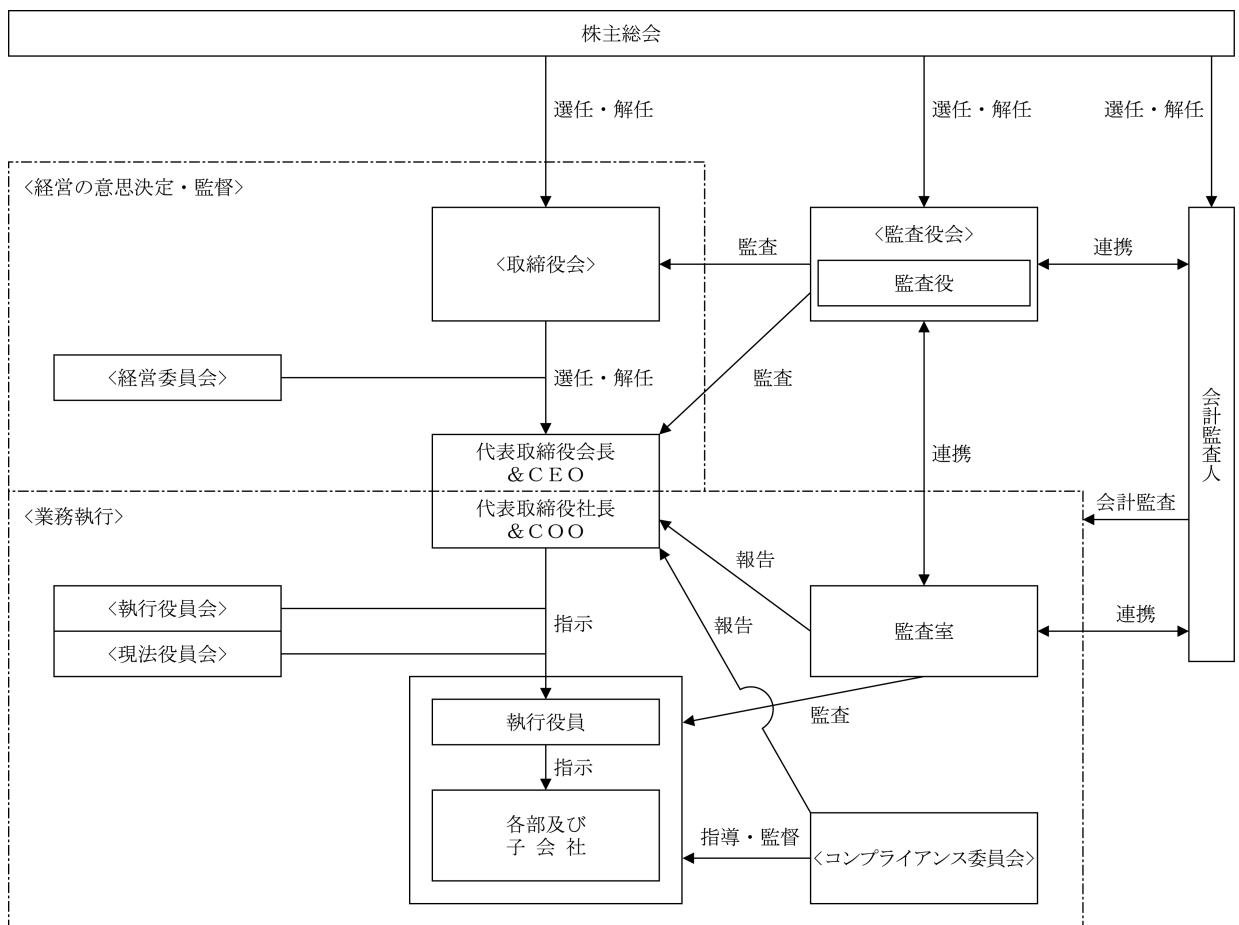 株主総会
選任・解任
選任・解任
選任・解任
<経営の意思決定・監督>
<取締役会>
監査
<監査役会>
監査役
連携
<経営委員会>
選任・解任
監査
会計監査人
代表取締役会長
＆ＣＥＯ
連携
<業務執行>
代表取締役社長
＆ＣＯＯ
会計監査
報告
<執行役員会>
<現法役員会>
指示
報告
監査室
連携
執行役員
監査
指示
各部及び
子 会 社
指導・監督
<コンプライアンス委員会>